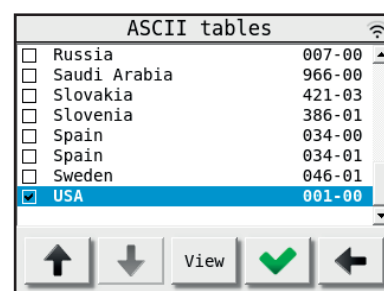 ASCII tables
Russia 007-00
Saudi Arabia 966-00
Slovakia 421-03
Slovenia 386-01
Spain 034-00
Spain 034-01
Sweden 046-01
USA 001-00
View